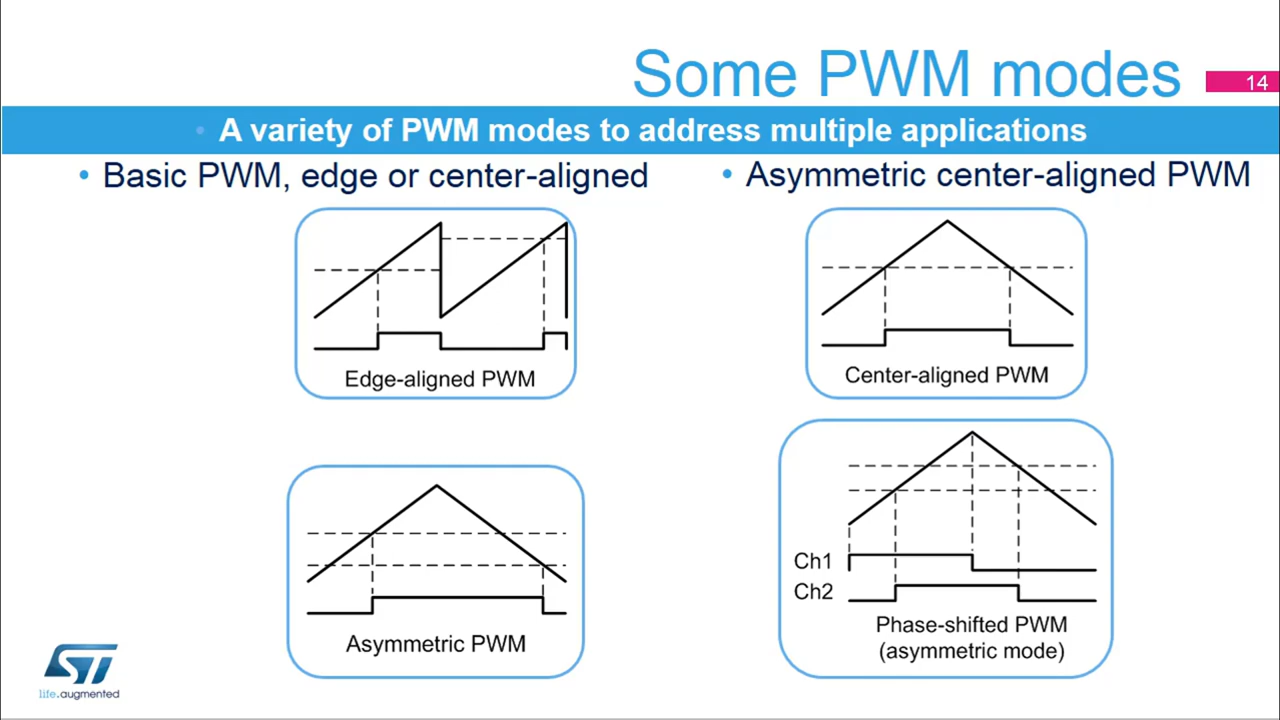 Some PWM modes
14
• A variety of PWM modes to address multiple applications
• Basic PWM, edge or center-aligned
• Asymmetric center-aligned PWM
Edge-aligned PWM
Center-aligned PWM
Asymmetric PWM
Ch1
Ch2
Phase-shifted PWM
(asymmetric mode)
ST
life.augmented